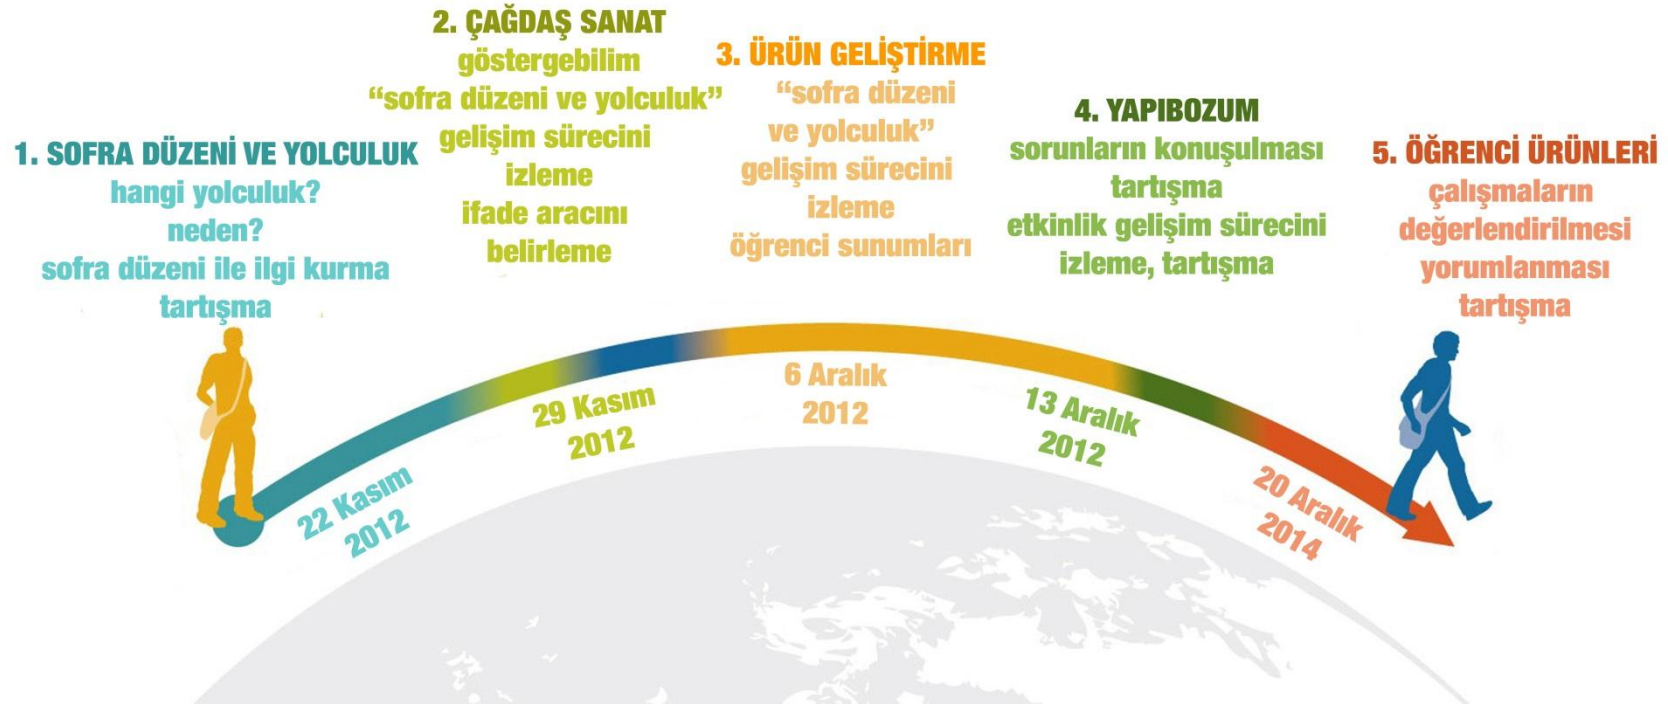 1. SOFRA DÜZENİ VE YOLCULUK
hangi yolculuk?
neden?
sofra düzeni ile ilgi kurma
tartışma
2. ÇAĞDAŞ SANAT
göstergebilim
“sofra düzeni ve yolculuk”
gelişim sürecini
izleme
ifade aracını
belirleme
3. ÜRÜN GELİŞTİRME
“sofra düzeni
ve yolculuk”
gelişim sürecini
izleme
öğrenci sunumları
4. YAPIBOZUM
sorunların konuşulması
tartışma
etkinlik gelişim sürecini
izleme, tartışma
5. ÖĞRENCİ ÜRÜNLERİ
çalışmaların
değerlendirilmesi
yorumlanması
tartışma
22 Kasım
2012
29 Kasım
2012
6 Aralık
2012
13 Aralık
2012
20 Aralık
2014